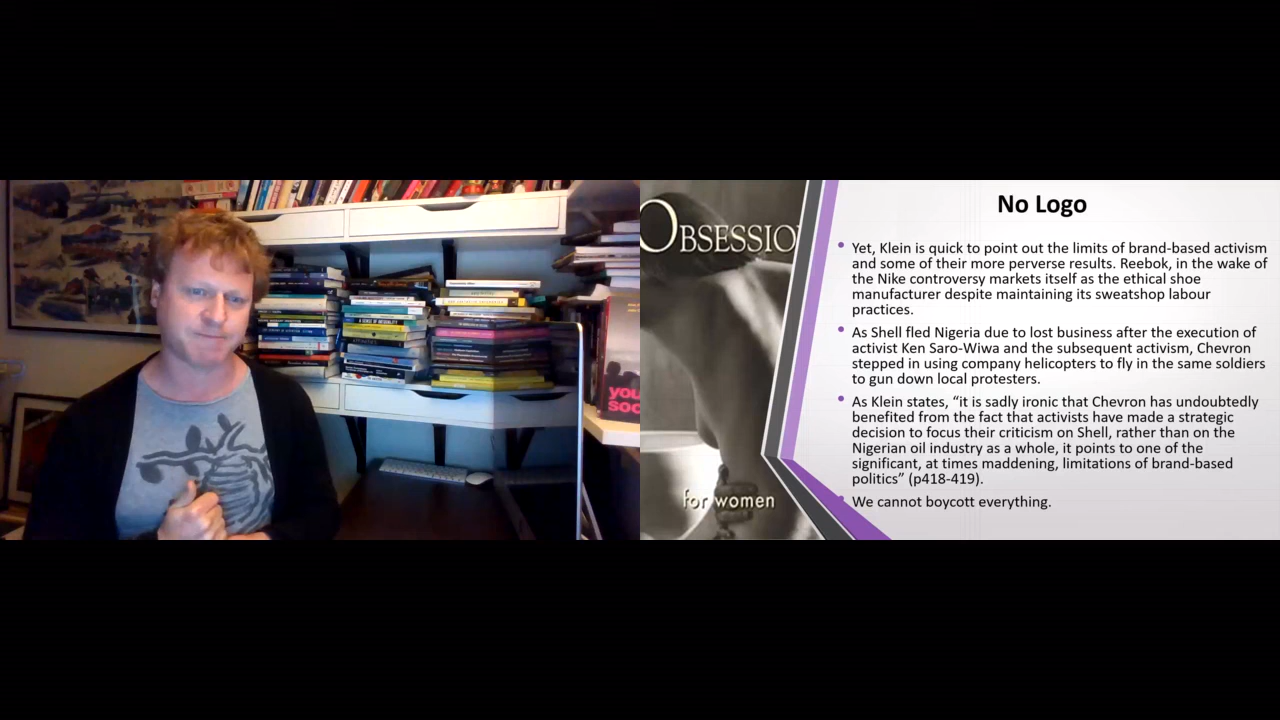 A SENSE OF INEQUALITY
you
soc
OBSESSIO
for women
No Logo
Yet, Klein is quick to point out the limits of brand-based activism
and some of their more perverse results. Reebok, in the wake of
the Nike controversy markets itself as the ethical shoe
manufacturer despite maintaining its sweatshop labour
practices.
As Shell fled Nigeria due to lost business after the execution of
activist Ken Saro-Wiwa and the subsequent activism, Chevron
stepped in using company helicopters to fly in the same soldiers
to gun down local protesters.
As Klein states, “it is sadly ironic that Chevron has undoubtedly
benefited from the fact that activists have made a strategic
decision to focus their criticism on Shell, rather than on the
Nigerian oil industry as a whole, it points to one of the
significant, at times maddening, limitations of brand-based
politics” (p418-419).
We cannot boycott everything.